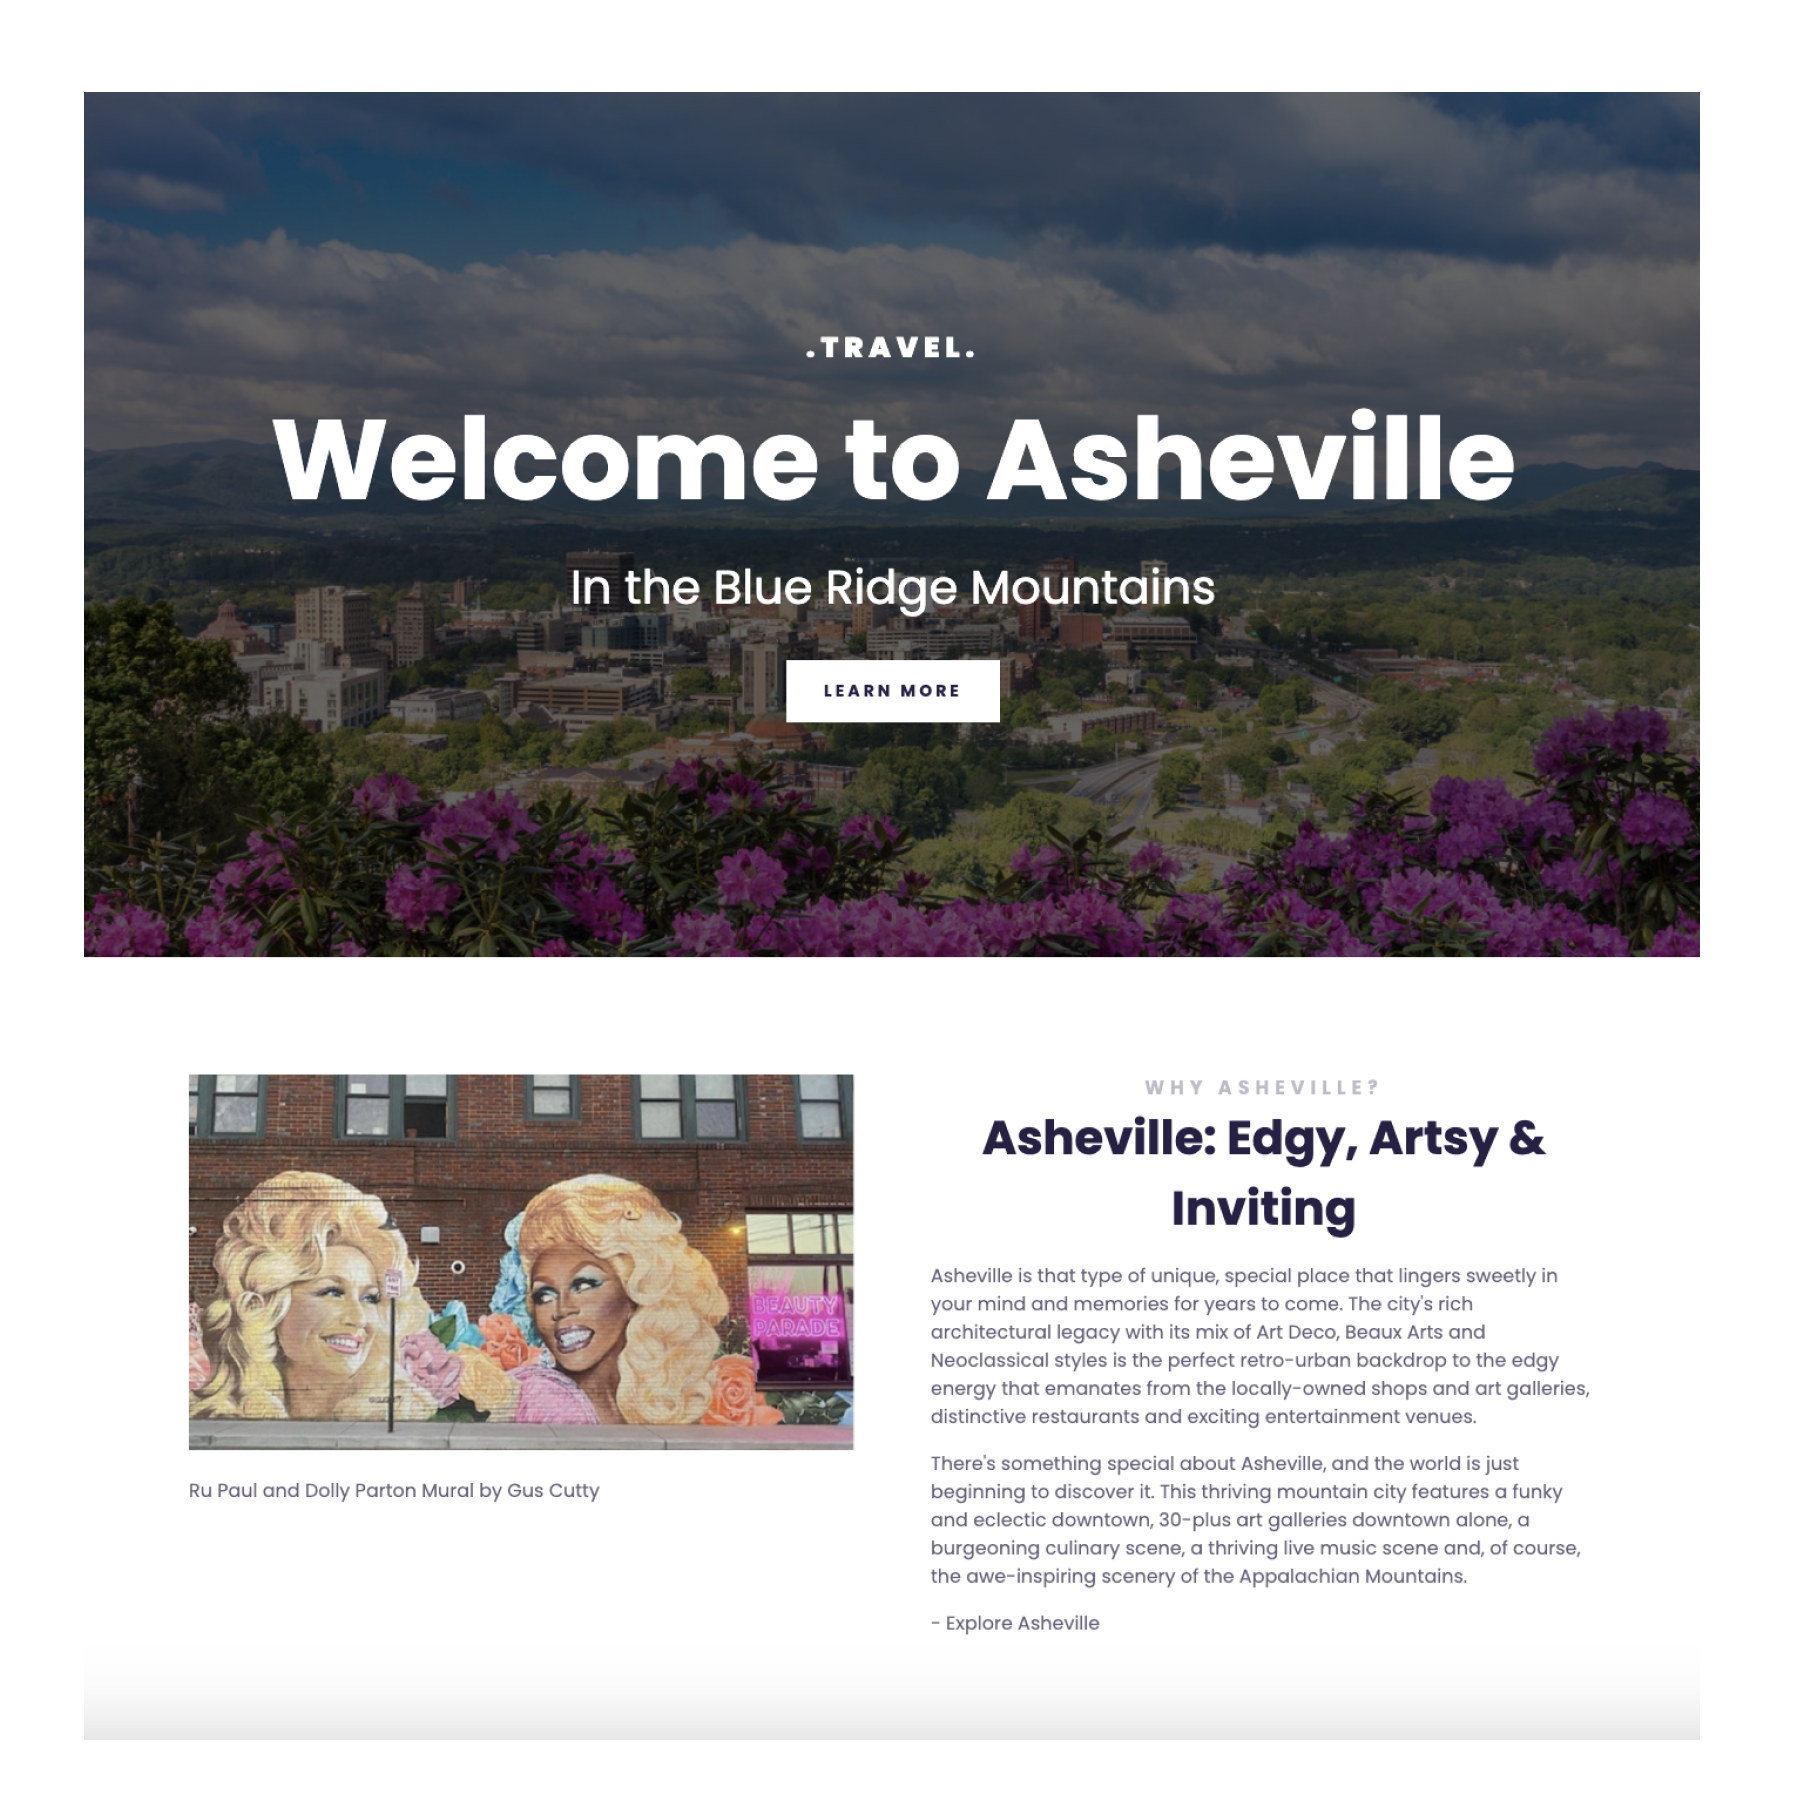 .TRAVEL.
Welcome to Asheville
In the Blue Ridge Mountains
LEARN MORE
BEAUTY
PARADE
Ru Paul and Dolly Parton Mural by Gus Cutty
WHY ASHEVILLE?
Asheville: Edgy, Artsy &
Inviting
Asheville is that type of unique, special place that lingers sweetly in
your mind and memories for years to come. The city's rich
architectural legacy with its mix of Art Deco, Beaux Arts and
Neoclassical styles is the perfect retro-urban backdrop to the edgy
energy that emanates from the locally-owned shops and art galleries,
distinctive restaurants and exciting entertainment venues.
There's something special about Asheville, and the world is just
beginning to discover it. This thriving mountain city features a funky
and eclectic downtown, 30-plus art galleries downtown alone, a
burgeoning culinary scene, a thriving live music scene and, of course,
the awe-inspiring scenery of the Appalachian Mountains.
- Explore Asheville